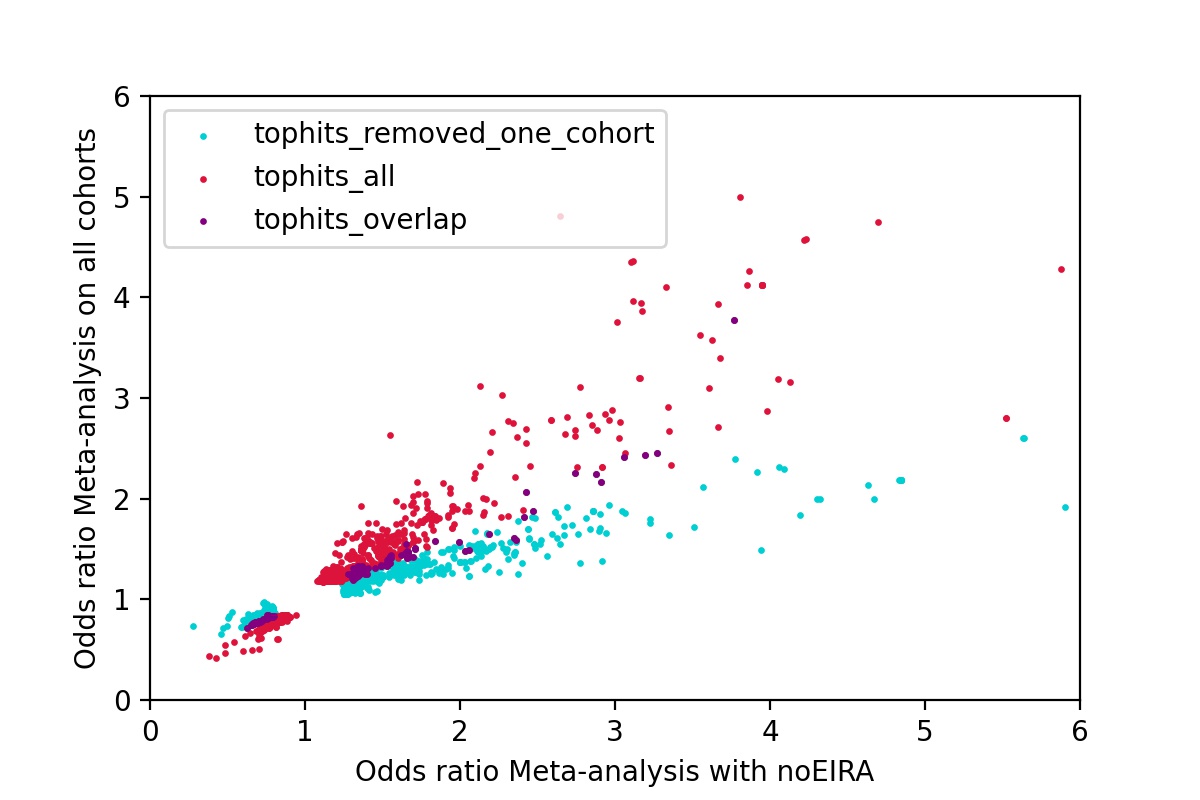 6
5
4
3
2
1
0
Odds ratio Meta-analysis on all cohorts
tophits_removed_one_cohort
tophits_all
tophits_overlap
0 1 2 3 4 5 6
Odds ratio Meta-analysis with noEIRA